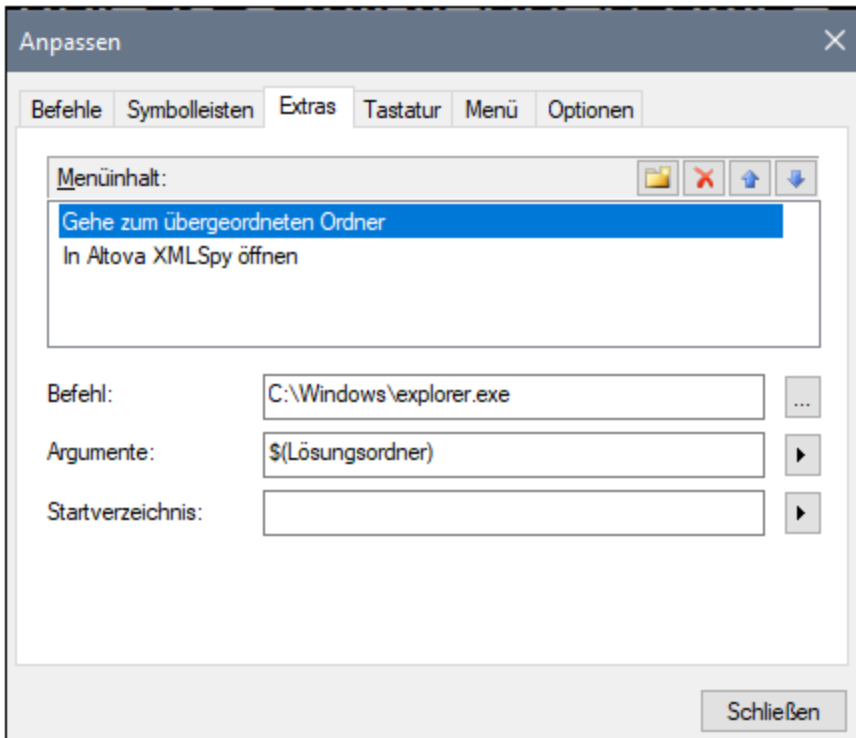 Anpassen
Befehle Symbolleisten Extras Tastatur Menü Optionen
Menüinhalt:
Gehe zum übergeordneten Ordner
In Altova XMLSpy öffnen
Befehl: C:\Windows\explorer.exe ...
Argumente: $(Lösungsordner)
Startverzeichnis:
Schließen